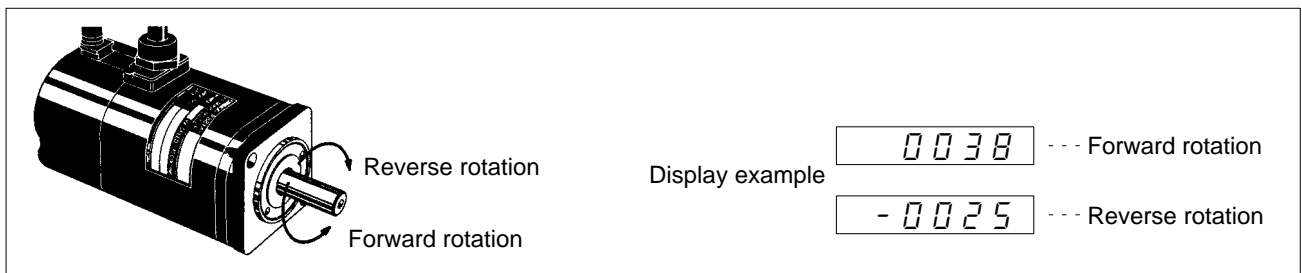 Reverse rotation
Forward rotation
Display example
0038 --- Forward rotation
-0025 --- Reverse rotation